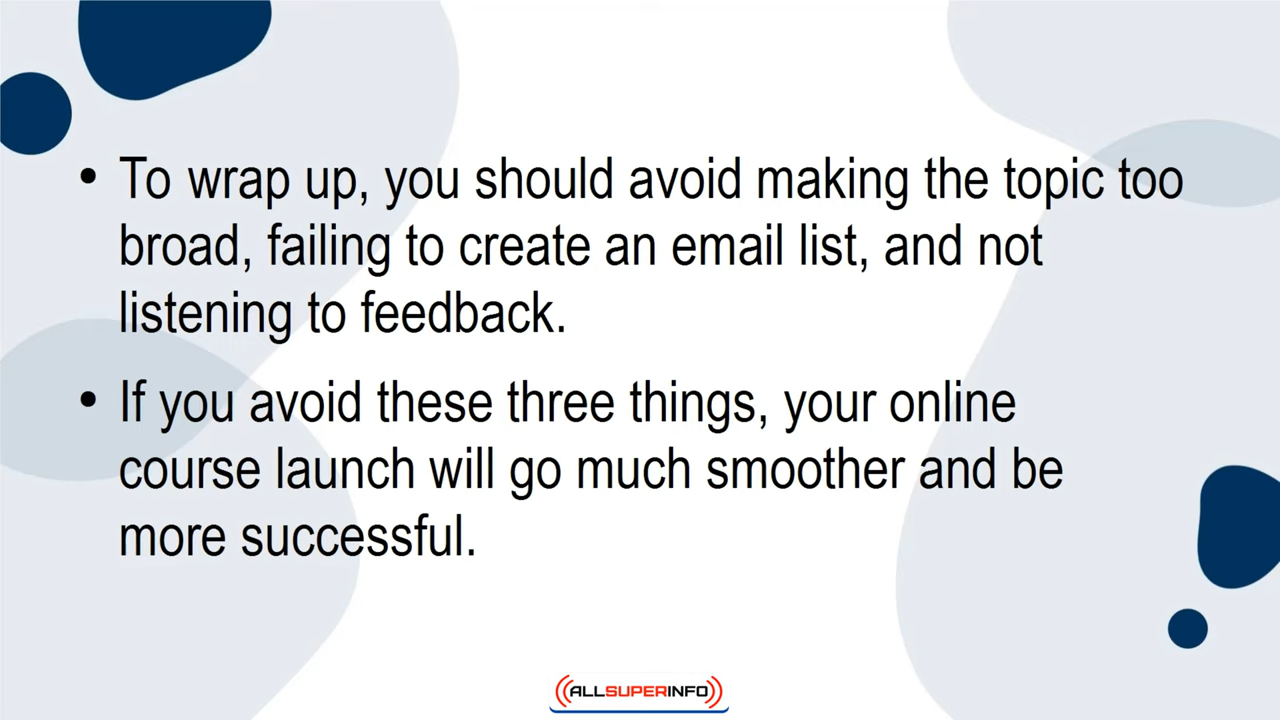 • To wrap up, you should avoid making the topic too
broad, failing to create an email list, and not
listening to feedback.
• If you avoid these three things, your online
course launch will go much smoother and be
more successful.
ALLSUPERINFO